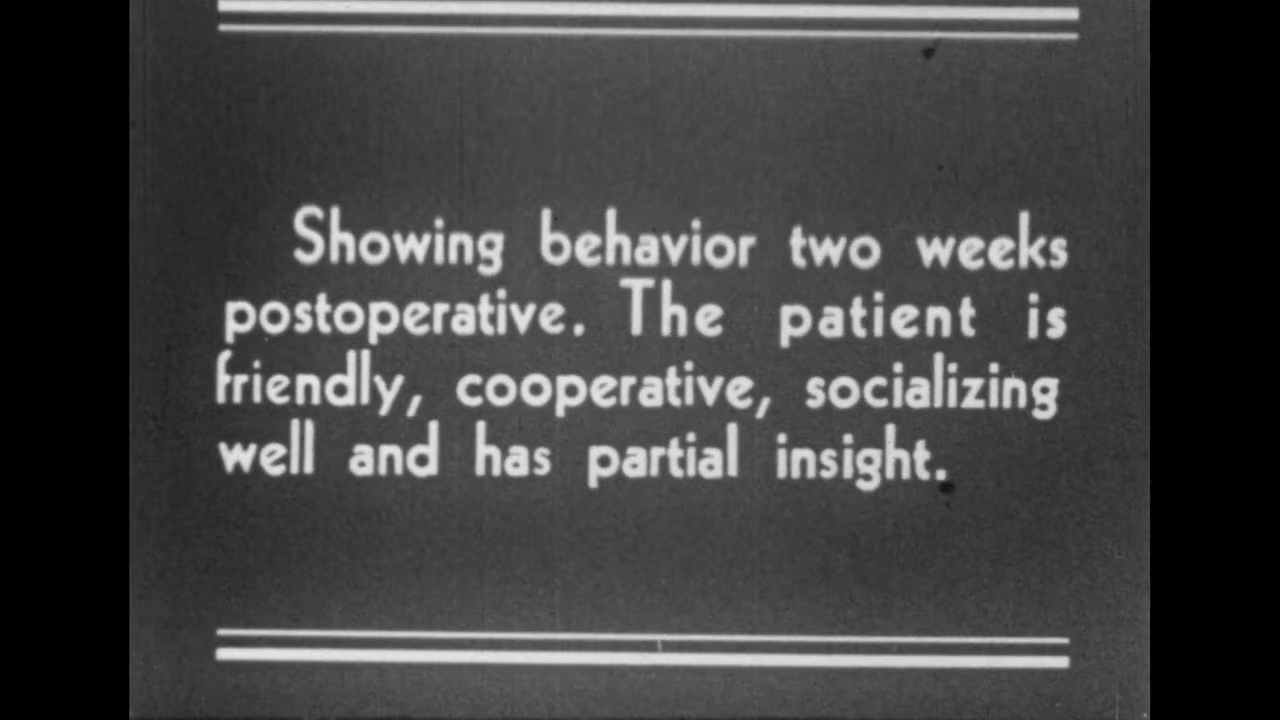 Showing behavior two weeks
postoperative. The patient is
friendly, cooperative, socializing
well and has partial insight.